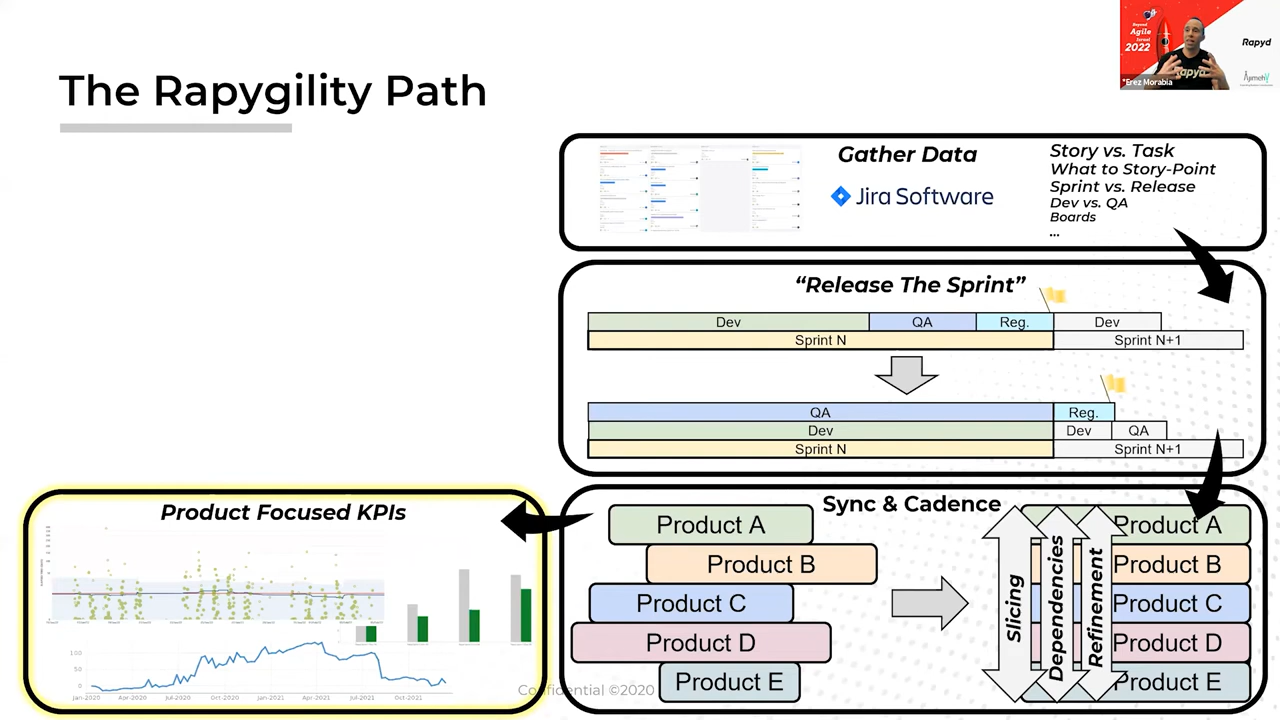 The Rapygility Path
Beyond
Agile
Israel
2022
Rapyd
*Erez Morabia
Gather Data
Jira Software
Story vs. Task
What to Story-Point
Sprint vs. Release
Dev vs. QA
Boards
...
“Release The Sprint”
Dev QA Reg. Dev
Sprint N Sprint N+1
QA Reg.
Dev Dev QA
Sprint N Sprint N+1
Sync & Cadence
Product A
Product B
Product C
Product D
Product E
Slicing
Dependencies
Refinement
Product A
Product B
Product C
Product D
Product E
Product Focused KPIs
100
50
0
Jan-2020 Apr-2020 Jul-2020 Oct-2020 Jan-2021 Apr-2021 Jul-2021 Oct-2021
Confidential ©2020